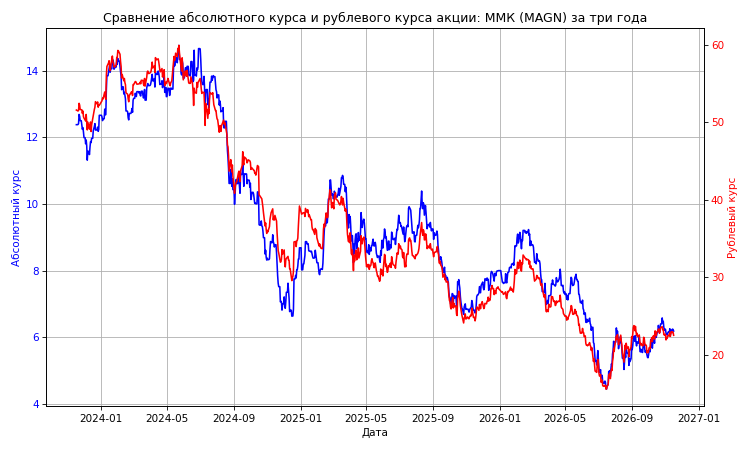 Сравнение абсолютного курса и рублевого курса акции: ММК (MAGN) за три года
14
12
10
8
6
4
Абсолютный курс
60
50
40
30
20
Рублевый курс
2024-01 2024-05 2024-09 2025-01 2025-05 2025-09 2026-01 2026-05 2026-09 2027-01
Дата